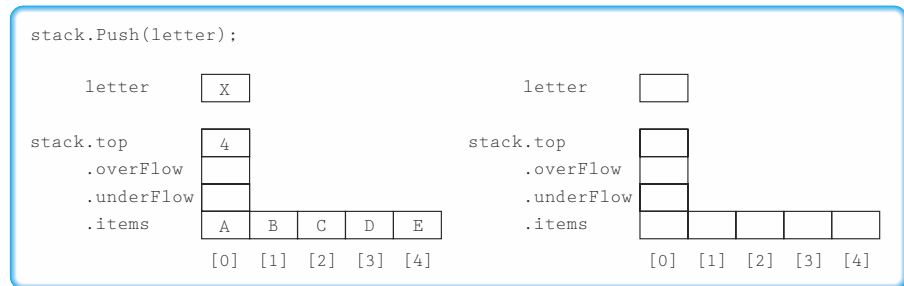 stack.Push(letter);
letter X letter
stack.top 4 stack.top
.overFlow .overFlow
.underFlow .underFlow
.items A B C D E .items
[0] [1] [2] [3] [4] [0] [1] [2] [3] [4]